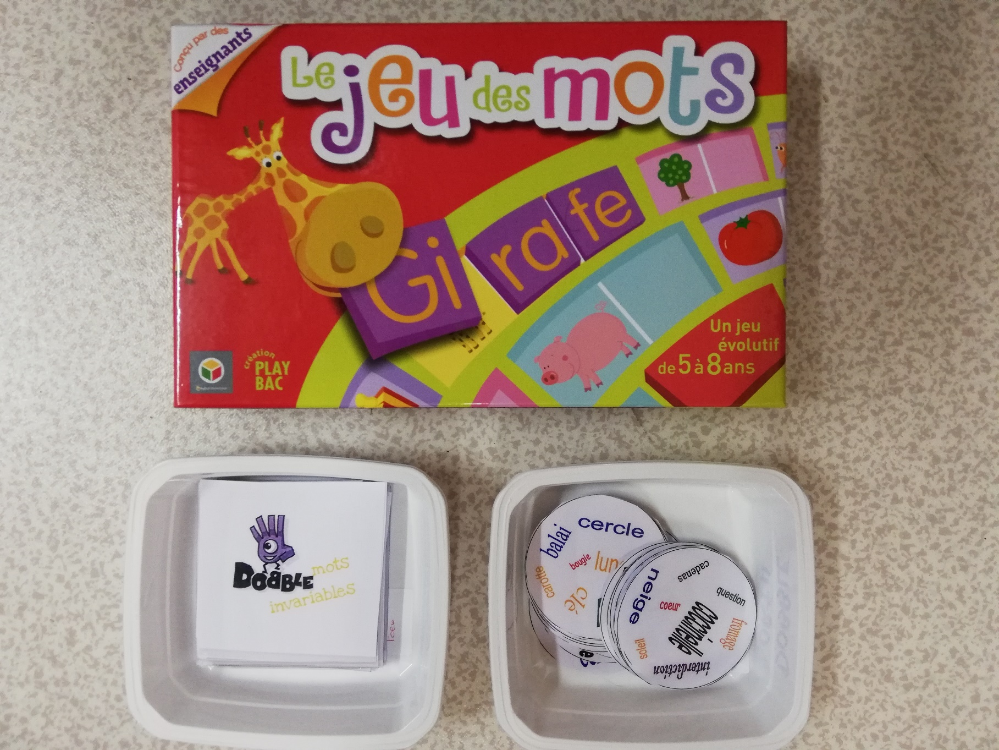 Conçu par des
enseignants
Le jeu des mots
Gi ra fe
Un jeu
évolutif
de 5 à 8 ans
création
PLAY
BAC
DOBBLE
mots
invariables
cercle
balai
bougie
carotte
clé
neige
cadenas
question
coeur
coccinelle
fromage
soleil
interdiction